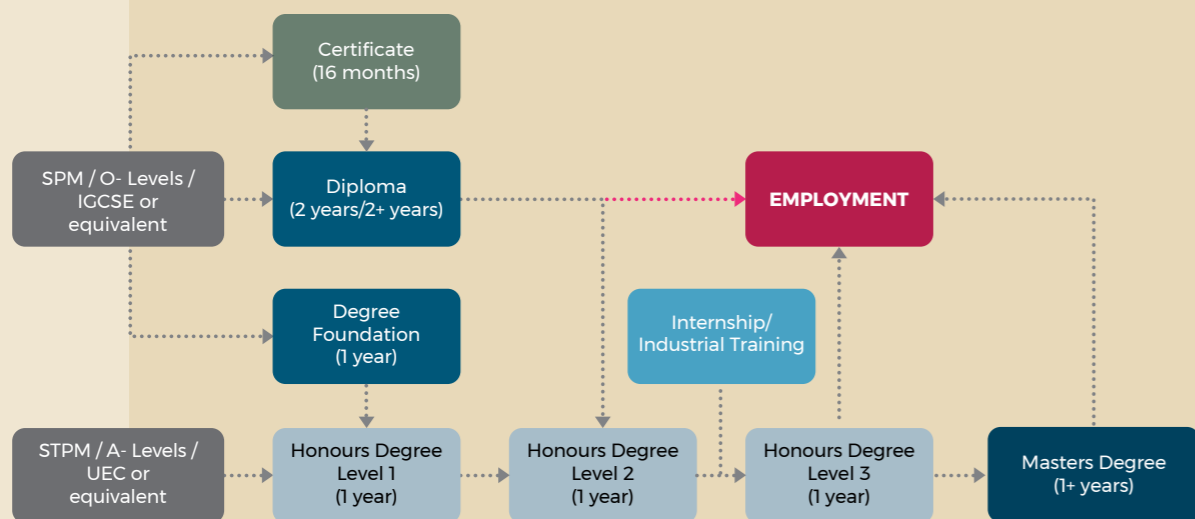 Certificate
(16 months)
SPM / O- Levels /
IGCSE or
equivalent
Diploma
(2 years/2+ years)
EMPLOYMENT
Degree
Foundation
(1 year)
Internship/
Industrial Training
STPM / A- Levels /
UEC or
equivalent
Honours Degree
Level 1
(1 year)
Honours Degree
Level 2
(1 year)
Honours Degree
Level 3
(1 year)
Masters Degree
(1+ years)